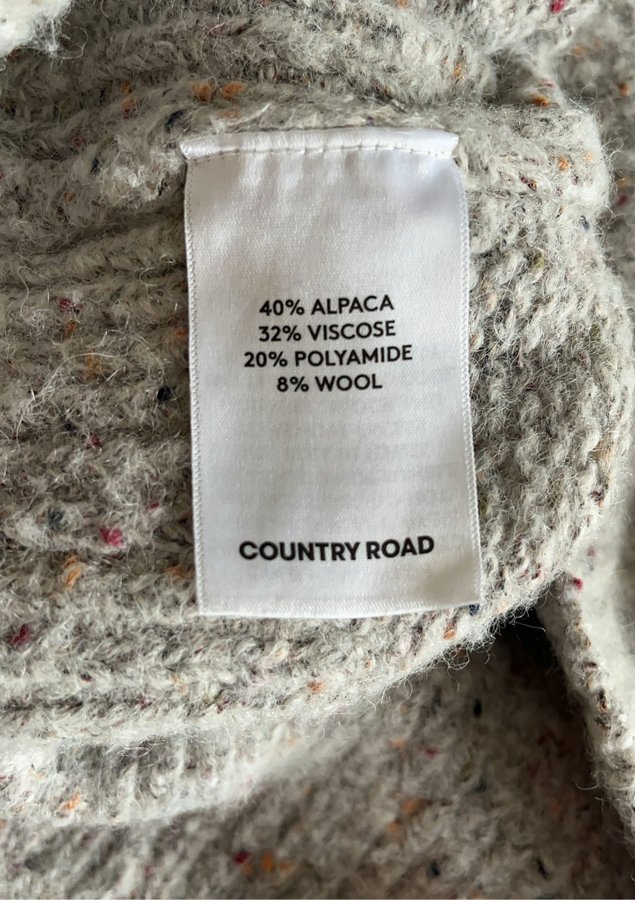 40% ALPACA
32% VISCOSE
20% POLYAMIDE
8% WOOL
COUNTRY ROAD